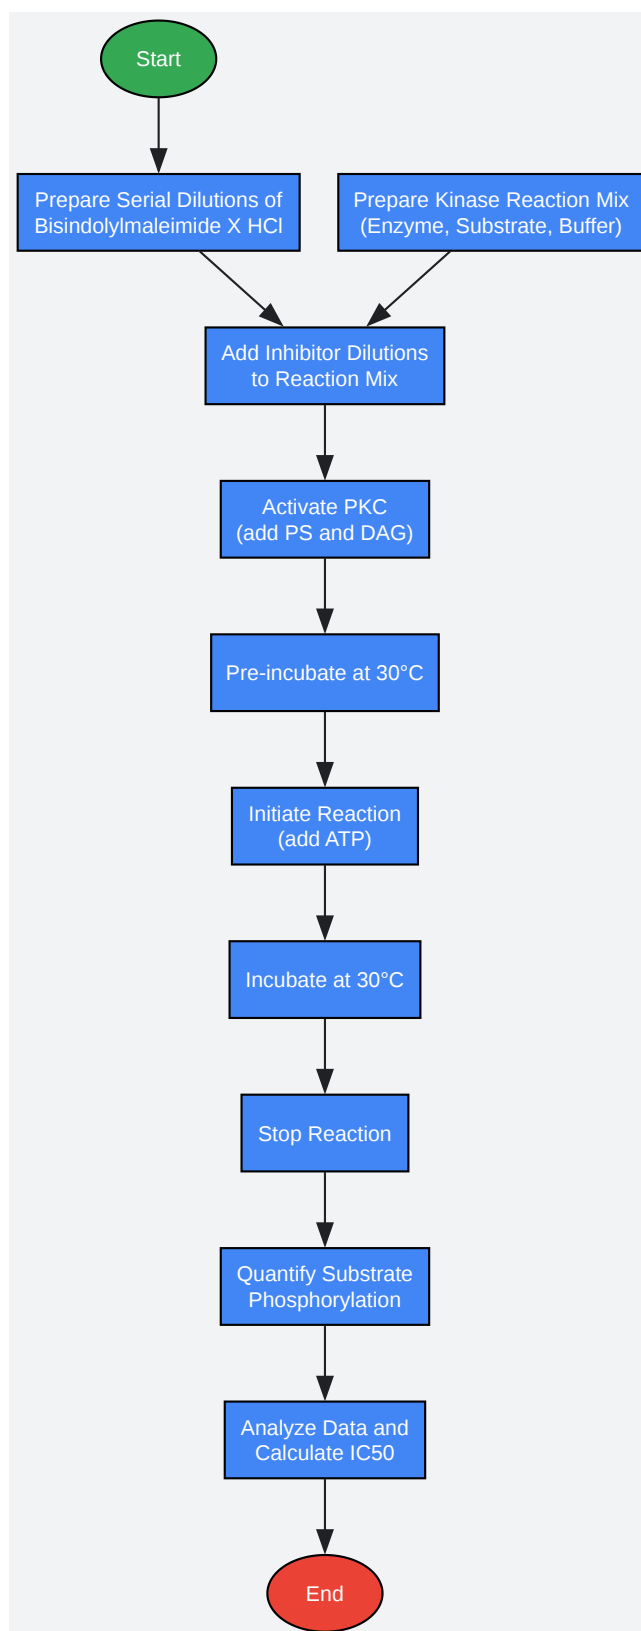 Start
Prepare Serial Dilutions of
Bisindolylmaleimide X HCl
Prepare Kinase Reaction Mix
(Enzyme, Substrate, Buffer)
Add Inhibitor Dilutions
to Reaction Mix
Activate PKC
(add PS and DAG)
Pre-incubate at 30°C
Initiate Reaction
(add ATP)
Incubate at 30°C
Stop Reaction
Quantify Substrate
Phosphorylation
Analyze Data and
Calculate IC50
End